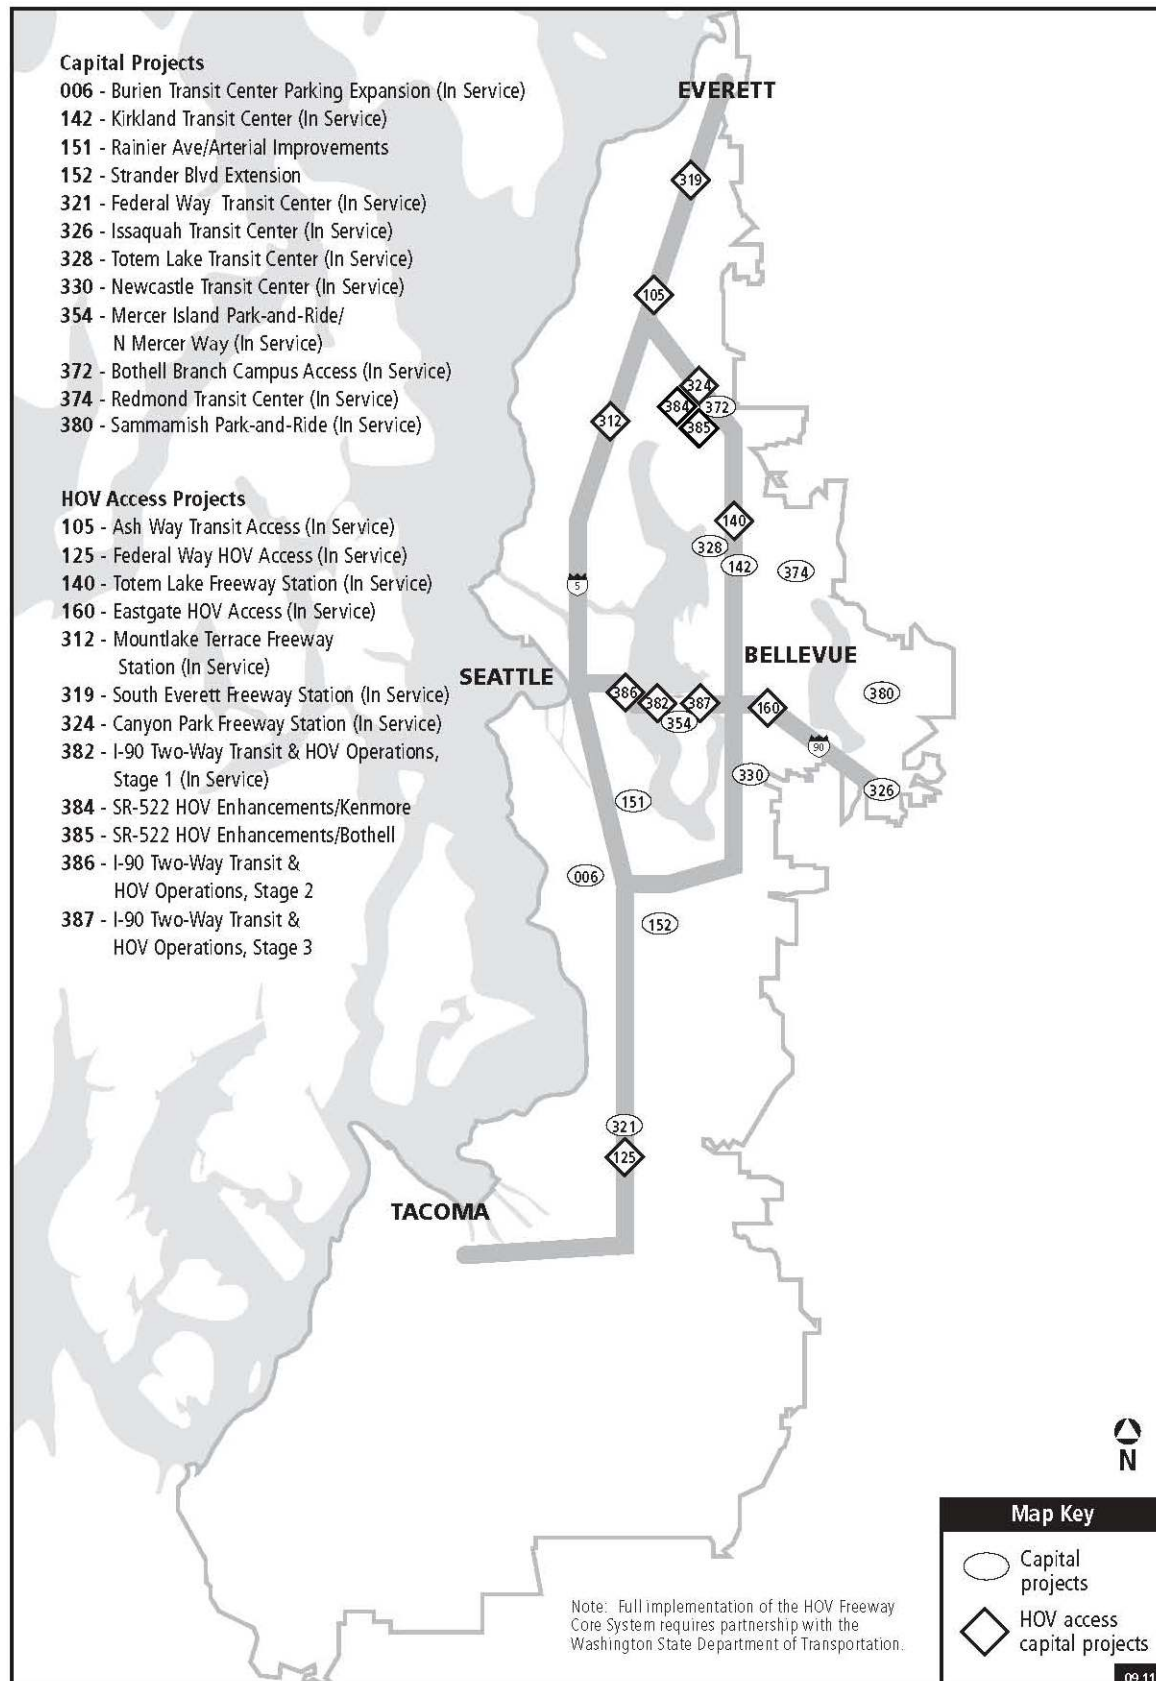 Capital Projects
006 - Burien Transit Center Parking Expansion (In Service)
142 - Kirkland Transit Center (In Service)
151 - Rainier Ave/Arterial Improvements
152 - Strander Blvd Extension
321 - Federal Way Transit Center (In Service)
326 - Issaquah Transit Center (In Service)
328 - Totem Lake Transit Center (In Service)
330 - Newcastle Transit Center (In Service)
354 - Mercer Island Park-and-Ride/
N Mercer Way (In Service)
372 - Bothell Branch Campus Access (In Service)
374 - Redmond Transit Center (In Service)
380 - Sammamish Park-and-Ride (In Service)
HOV Access Projects
105 - Ash Way Transit Access (In Service)
125 - Federal Way HOV Access (In Service)
140 - Totem Lake Freeway Station (In Service)
160 - Eastgate HOV Access (In Service)
312 - Mountlake Terrace Freeway
Station (In Service)
319 - South Everett Freeway Station (In Service)
324 - Canyon Park Freeway Station (In Service)
382 - I-90 Two-Way Transit & HOV Operations,
Stage 1 (In Service)
384 - SR-522 HOV Enhancements/Kenmore
385 - SR-522 HOV Enhancements/Bothell
386 - I-90 Two-Way Transit &
HOV Operations, Stage 2
387 - I-90 Two-Way Transit &
HOV Operations, Stage 3
EVERETT
319
105
324
384
372
312
385
140
328
142
374
5
BELLEVUE
SEATTLE
386
382
387
160
380
354
90
330
326
151
006
152
321
125
TACOMA
N
Map Key
Capital
projects
HOV access
capital projects
09.11
Note: Full implementation of the HOV Freeway
Core System requires partnership with the
Washington State Department of Transportation.